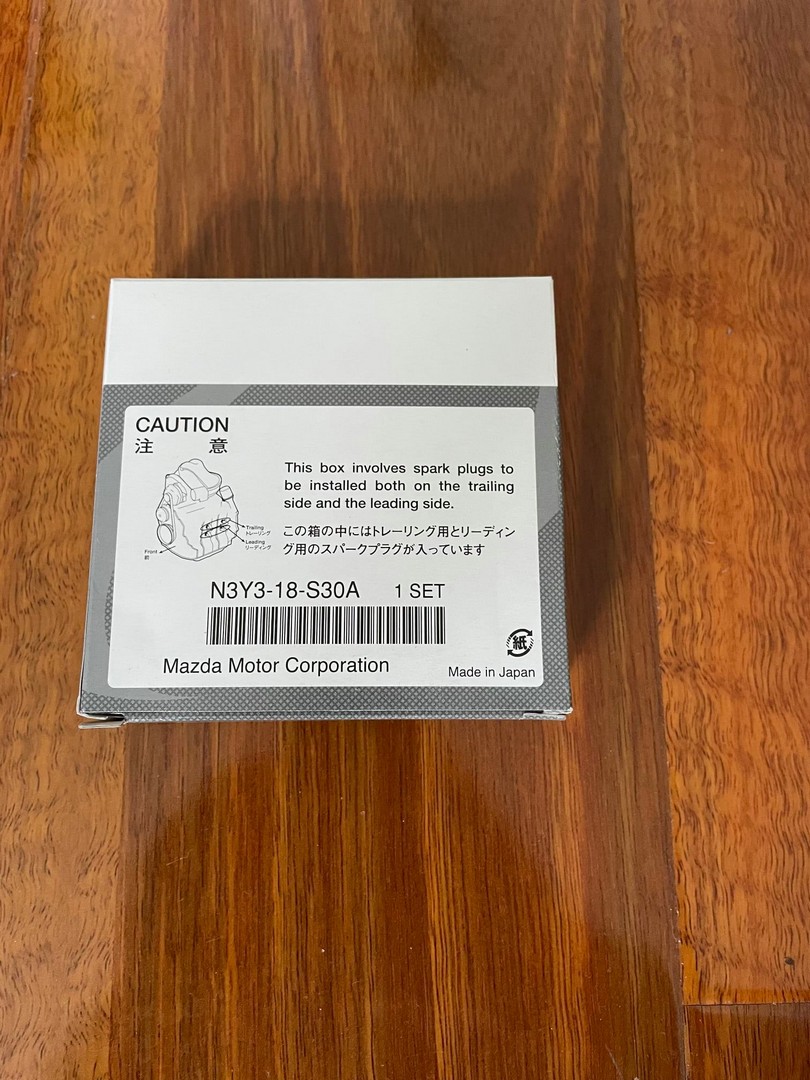 CAUTION
注 意
This box involves spark plugs to
be installed both on the trailing
side and the leading side.
Trailing
トレーリング
Leading
リーディング
Front
前
この箱の中にはトレーリング用とリーディン
グ用のスパークプラグが入っています
N3Y3-18-S30A 1 SET
紙
Mazda Motor Corporation
Made in Japan